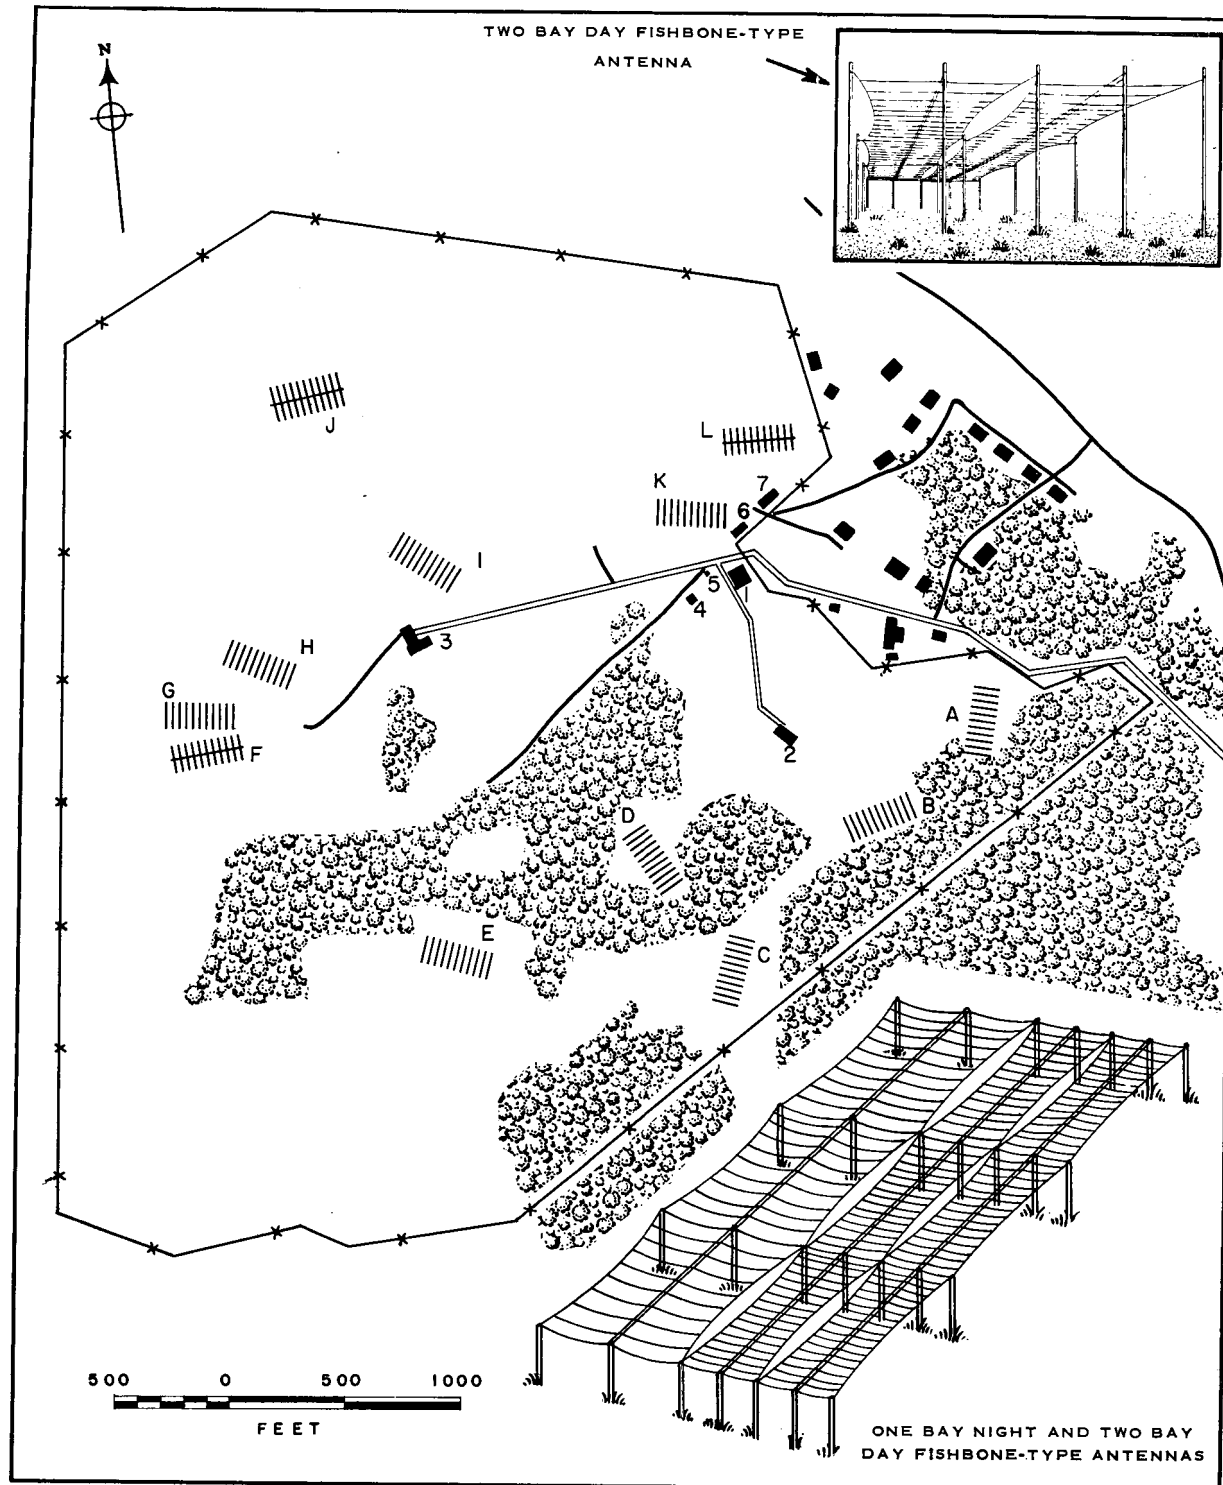 TWO BAY DAY FISHBONE-TYPE
ANTENNA
N
J
L
K
7
6
I
5
1
4
3
H
G
F
A
2
B
D
E
C
500 0 500 1000
FEET
ONE BAY NIGHT AND TWO BAY
DAY FISHBONE-TYPE ANTENNAS